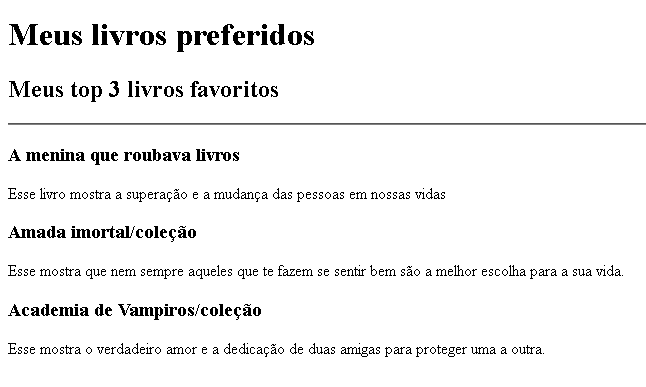 Meus livros preferidos
Meus top 3 livros favoritos
A menina que roubava livros
Esse livro mostra a superação e a mudança das pessoas em nossas vidas
Amada imortal/coleção
Esse mostra que nem sempre aqueles que te fazem se sentir bem são a melhor escolha para a sua vida.
Academia de Vampiros/coleção
Esse mostra o verdadeiro amor e a dedicação de duas amigas para proteger uma a outra.